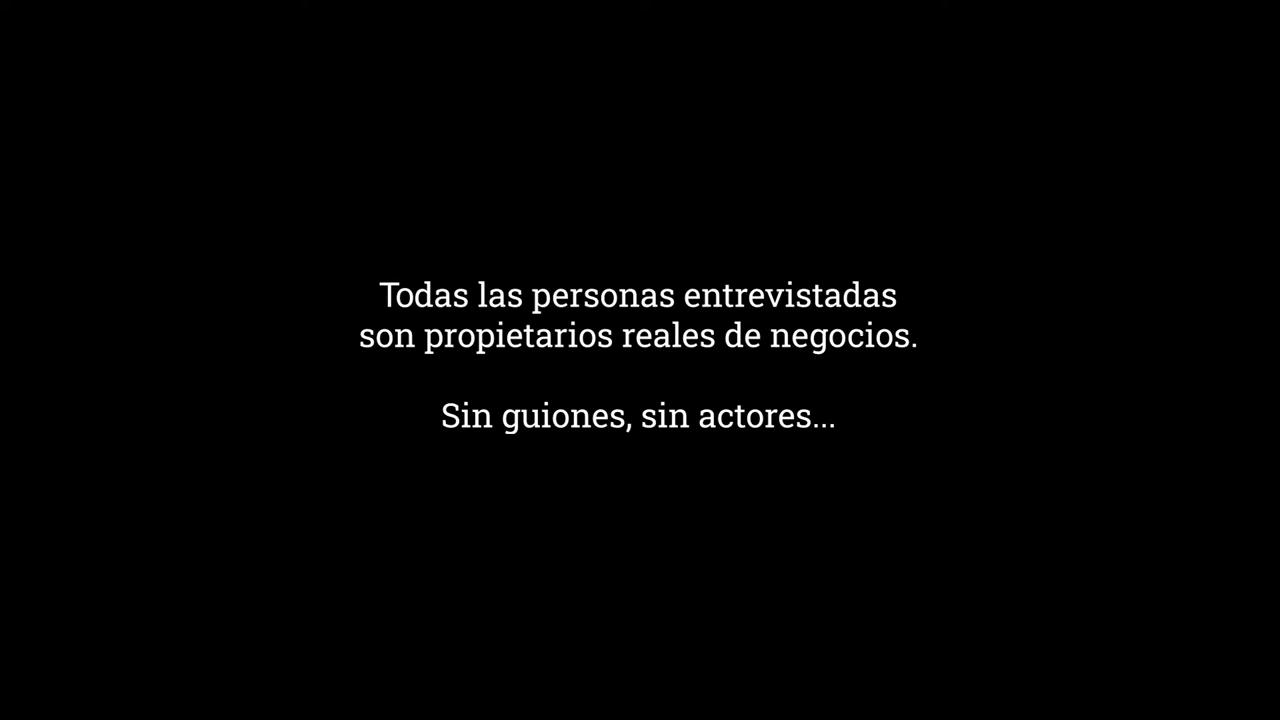 Todas las personas entrevistadas
son propietarios reales de negocios.
Sin guiones, sin actores...